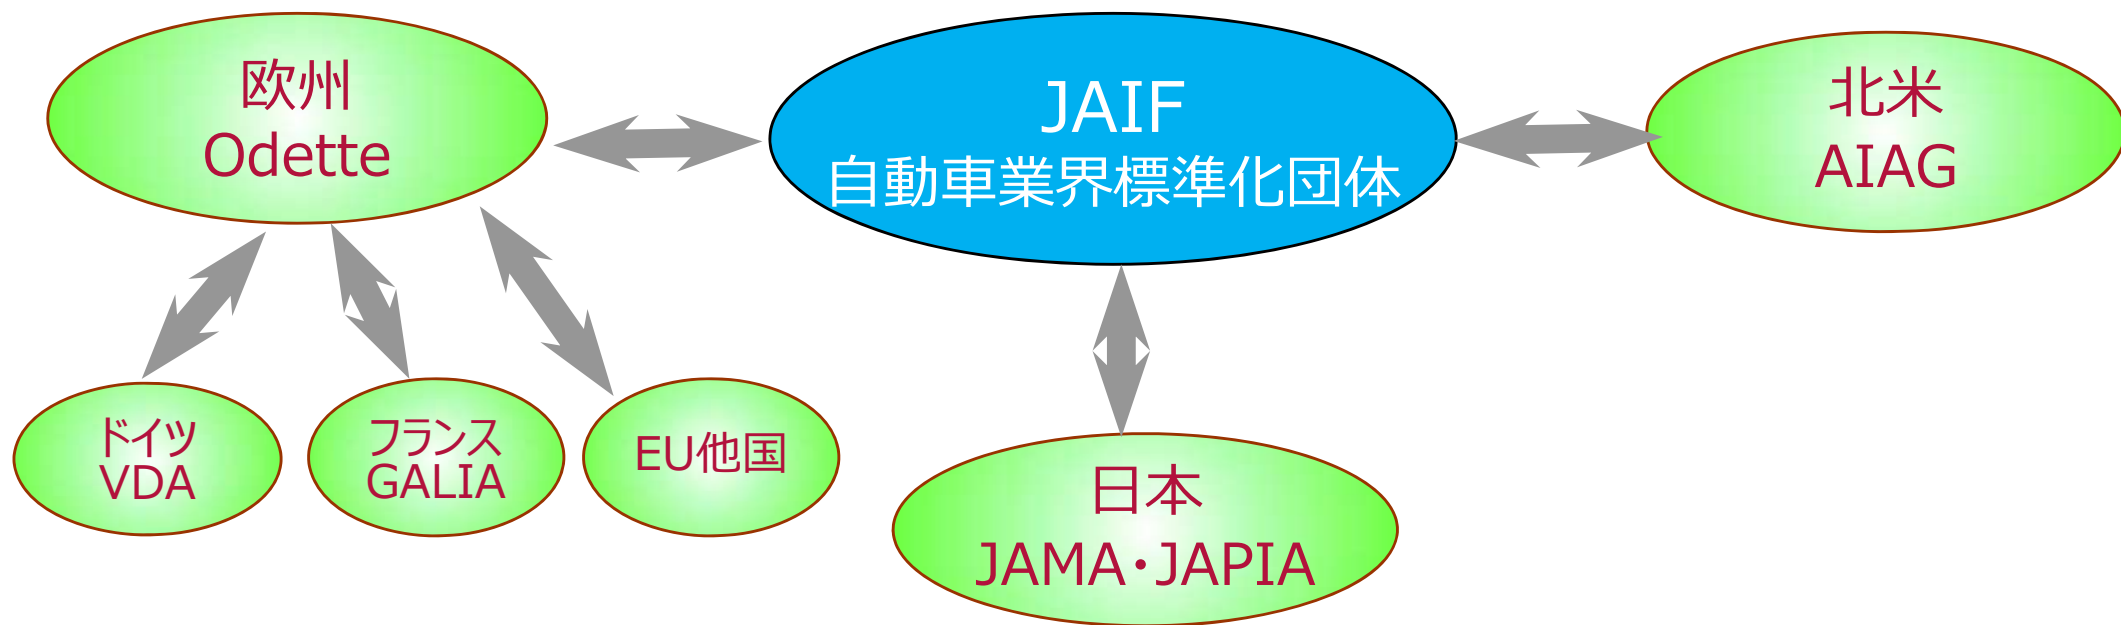 欧州
Odette
JAIF
自動車業界標準化団体
北米
AIAG
ドイツ
VDA
フランス
GALIA
EU他国
日本
JAMA・JAPIA